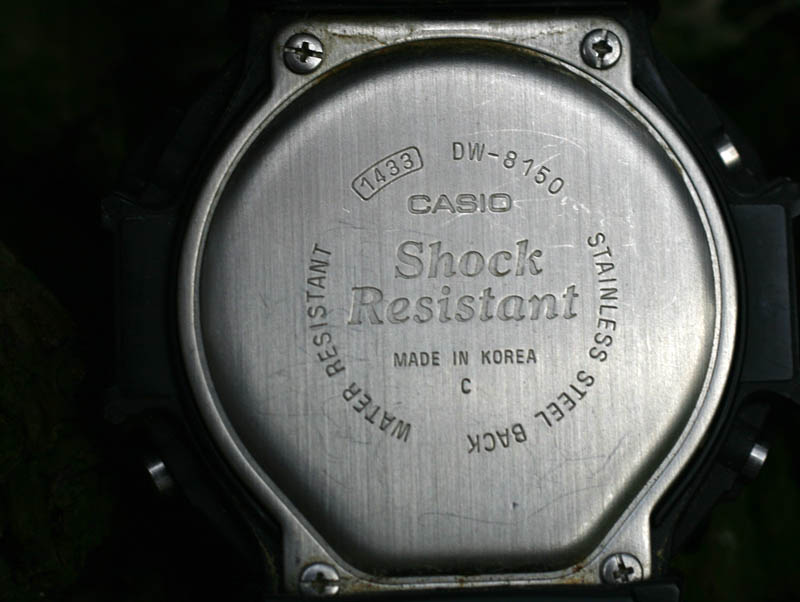 1433 DW-8150
CASIO
Shock
Resistant
MADE IN KOREA
C
WATER RESISTANT
STAINLESS STEEL BACK